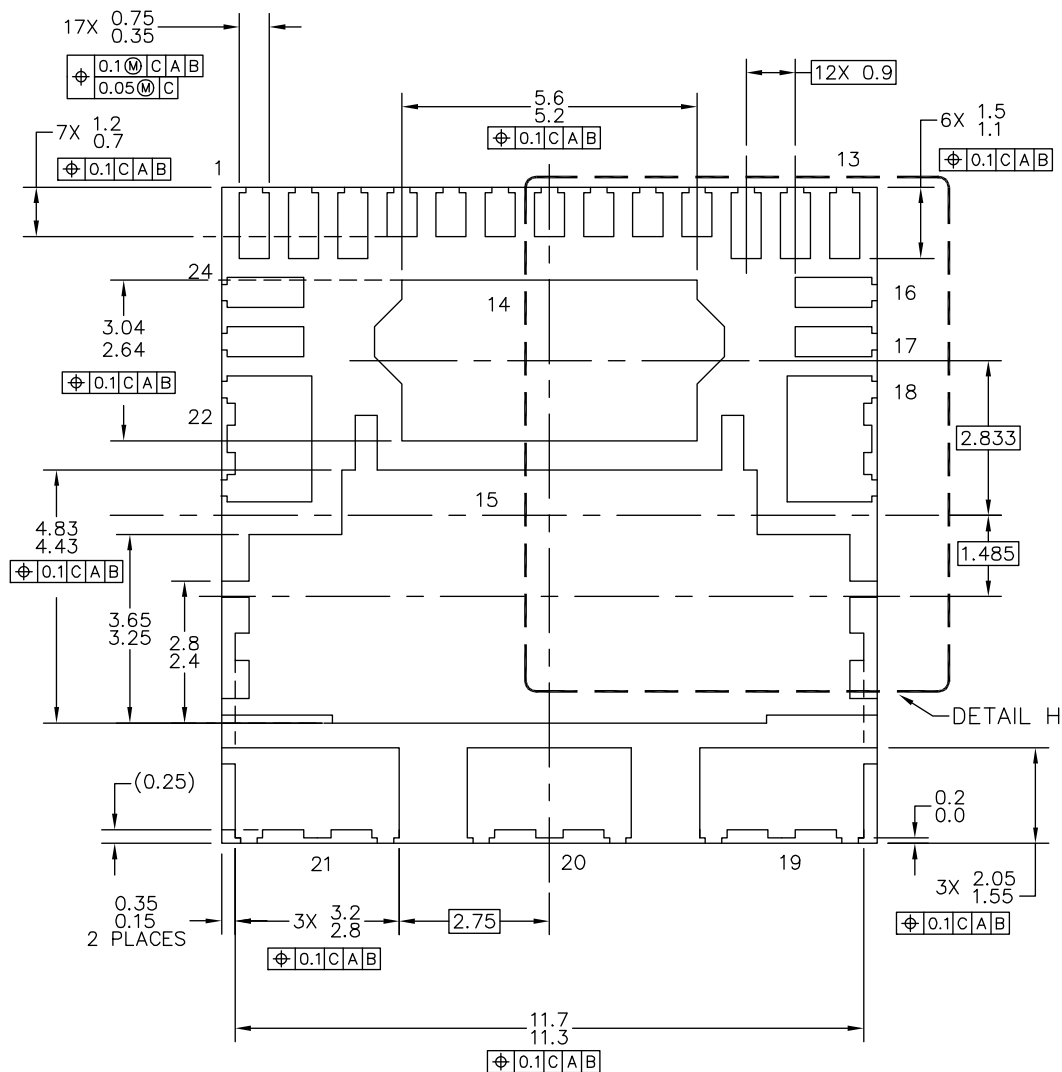 17X 0.75
0.35
⌖ 0.1Ⓜ C A B
0.05Ⓜ C
12X 0.9
5.6
5.2
⌖ 0.1 C A B
7X 1.2
0.7
⌖ 0.1 C A B
6X 1.5
1.1
⌖ 0.1 C A B
1
13
24
14
16
3.04
2.64
⌖ 0.1 C A B
17
18
22
2.833
15
4.83
4.43
⌖ 0.1 C A B
1.485
3.65
3.25
2.8
2.4
DETAIL H
(0.25)
0.2
0.0
21
20
19
0.35
0.15
2 PLACES
3X 3.2
2.8
⌖ 0.1 C A B
2.75
3X 2.05
1.55
⌖ 0.1 C A B
11.7
11.3
⌖ 0.1 C A B